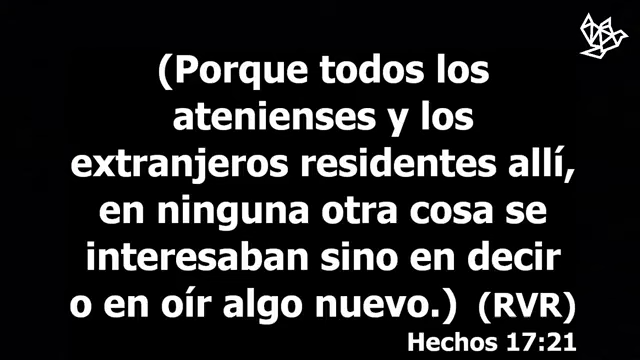 (Porque todos los
atenienses y los
extranjeros residentes allí,
en ninguna otra cosa se
interesaban sino en decir
o en oír algo nuevo.) (RVR)
Hechos 17:21